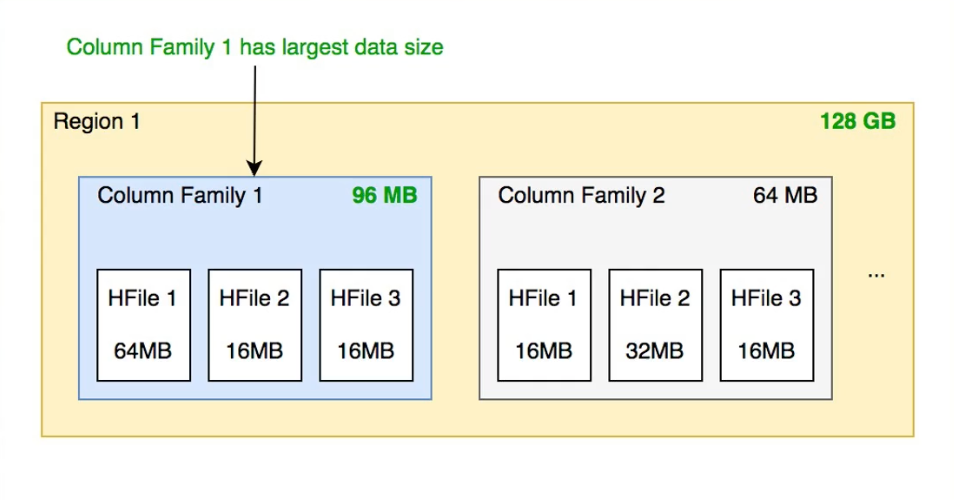 Column Family 1 has largest data size
Region 1
128 GB
Column Family 1
96 MB
HFile 1
64MB
HFile 2
16MB
HFile 3
16MB
Column Family 2
64 MB
HFile 1
16MB
HFile 2
32MB
HFile 3
16MB
...